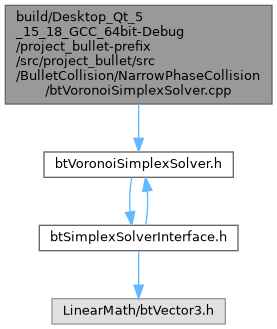 build/Desktop_Qt_5
_15_18_GCC_64bit-Debug
/project_bullet-prefix
/src/project_bullet/src
/BulletCollision/NarrowPhaseCollision
/btVoronoiSimplexSolver.cpp
btVoronoiSimplexSolver.h
btSimplexSolverInterface.h
LinearMath/btVector3.h